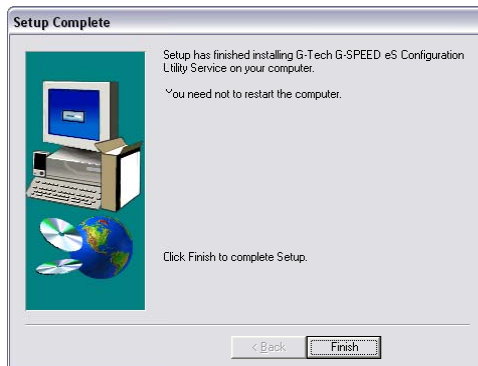 Setup Complete
Setup has finished installing G-Tech G-SPEED eS Configuration
Utility Service on your computer.
You need not to restart the computer.
Click Finish to complete Setup.
< Back
Finish